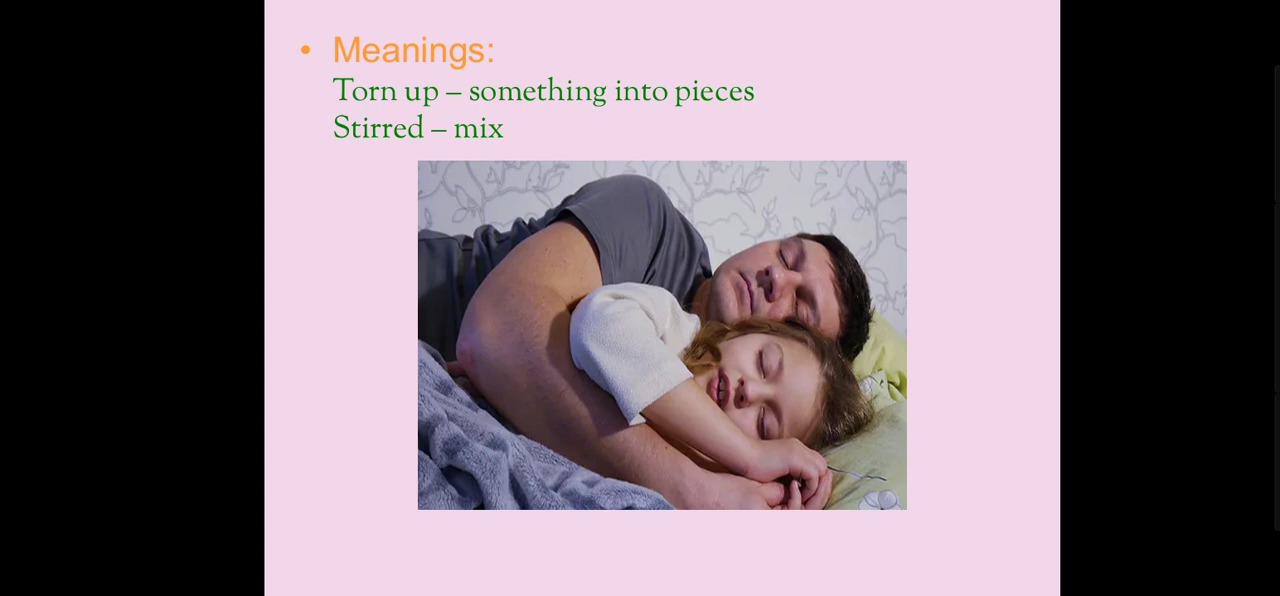 • Meanings:
Torn up – something into pieces
Stirred – mix